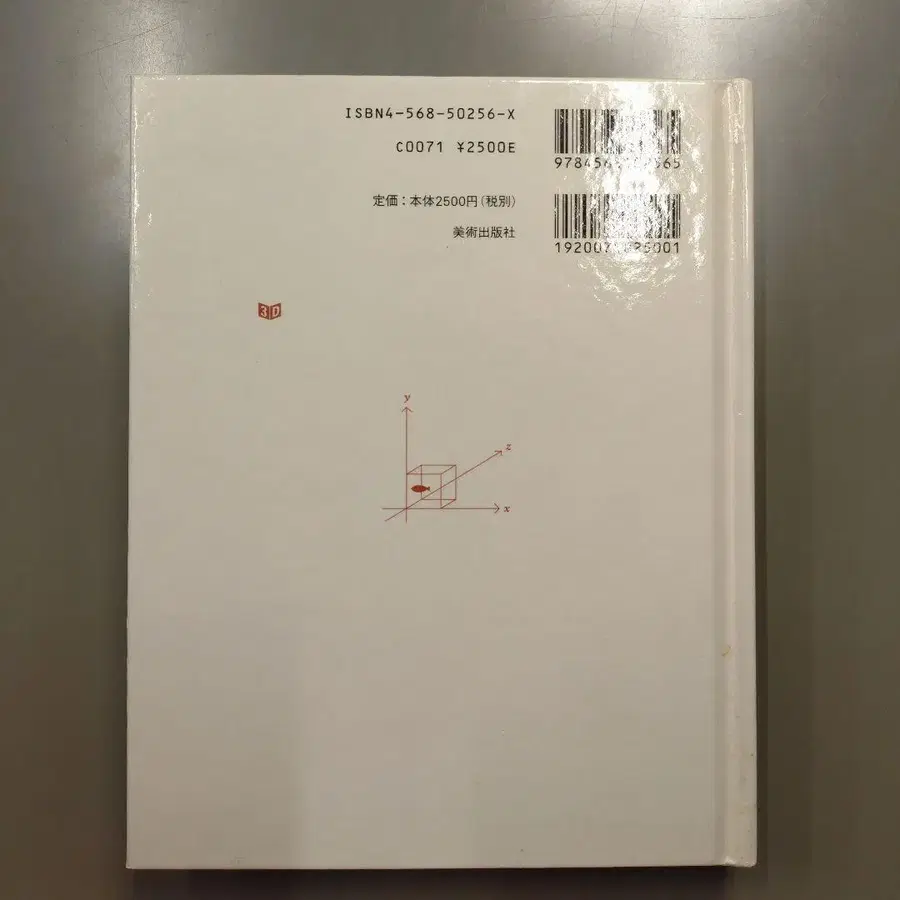 ISBN4-568-50256-X
C0071 ¥2500E
定価：本体2500円（税別）
美術出版社
3D
y
z
x